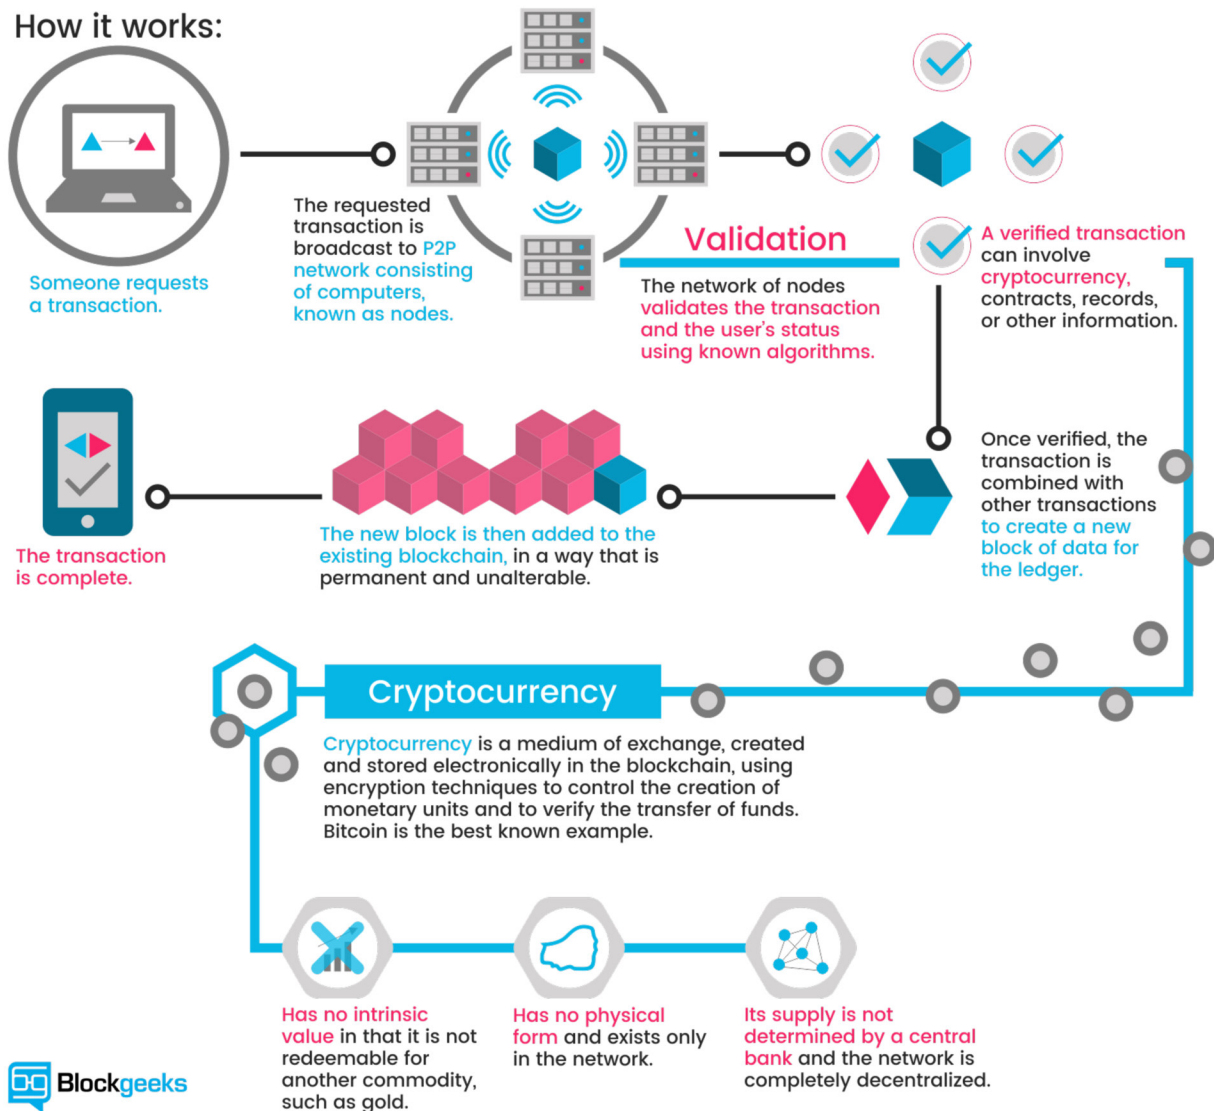 How it works:
Someone requests
a transaction.
The requested
transaction is
broadcast to P2P
network consisting
of computers,
known as nodes.
Validation
The network of nodes
validates the transaction
and the user's status
using known algorithms.
A verified transaction
can involve
cryptocurrency,
contracts, records,
or other information.
Once verified, the
transaction is
combined with
other transactions
to create a new
block of data for
the ledger.
The new block is then added to the
existing blockchain, in a way that is
permanent and unalterable.
The transaction
is complete.
Cryptocurrency
Cryptocurrency is a medium of exchange, created
and stored electronically in the blockchain, using
encryption techniques to control the creation of
monetary units and to verify the transfer of funds.
Bitcoin is the best known example.
Has no intrinsic
value in that it is not
redeemable for
another commodity,
such as gold.
Has no physical
form and exists only
in the network.
Its supply is not
determined by a central
bank and the network is
completely decentralized.
Blockgeeks